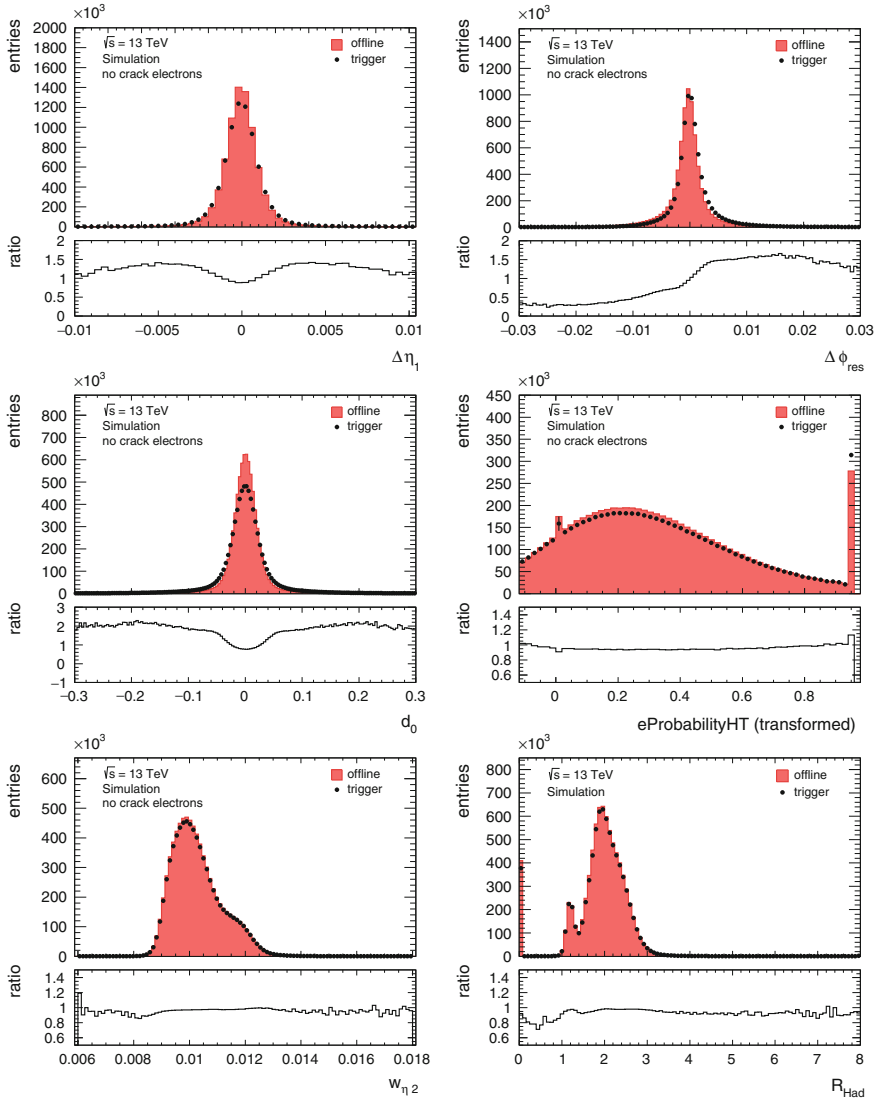 ×10³
entries
2000
1800
1600
1400
1200
1000
800
600
400
200
0
√s = 13 TeV
Simulation
no crack electrons
offline
trigger
ratio
2
1.5
1
0.5
0
−0.01 −0.005 0 0.005 0.01
Δη₁
×10³
entries
1400
1200
1000
800
600
400
200
0
√s = 13 TeV
Simulation
no crack electrons
offline
trigger
ratio
2
1.5
1
0.5
0
−0.03 −0.02 −0.01 0 0.01 0.02 0.03
Δ ϕres
×10³
entries
800
700
600
500
400
300
200
100
0
√s = 13 TeV
Simulation
no crack electrons
offline
trigger
ratio
3
2
1
0
−1
−0.3 −0.2 −0.1 0 0.1 0.2 0.3
d₀
×10³
entries
450
400
350
300
250
200
150
100
50
0
√s = 13 TeV
Simulation
no crack electrons
offline
trigger
ratio
1.4
1.2
1
0.8
0.6
0 0.2 0.4 0.6 0.8
eProbabilityHT (transformed)
×10³
entries
600
500
400
300
200
100
0
√s = 13 TeV
Simulation
no crack electrons
offline
trigger
ratio
1.4
1.2
1
0.8
0.6
0.006 0.008 0.01 0.012 0.014 0.016 0.018
wη 2
×10³
entries
800
700
600
500
400
300
200
100
0
√s = 13 TeV
Simulation
offline
trigger
ratio
1.4
1.2
1
0.8
0.6
0 1 2 3 4 5 6 7 8
RHad